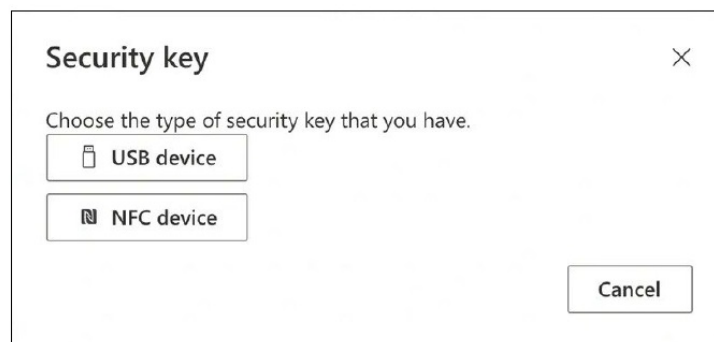 Security key
Choose the type of security key that you have.
USB device
NFC device
Cancel